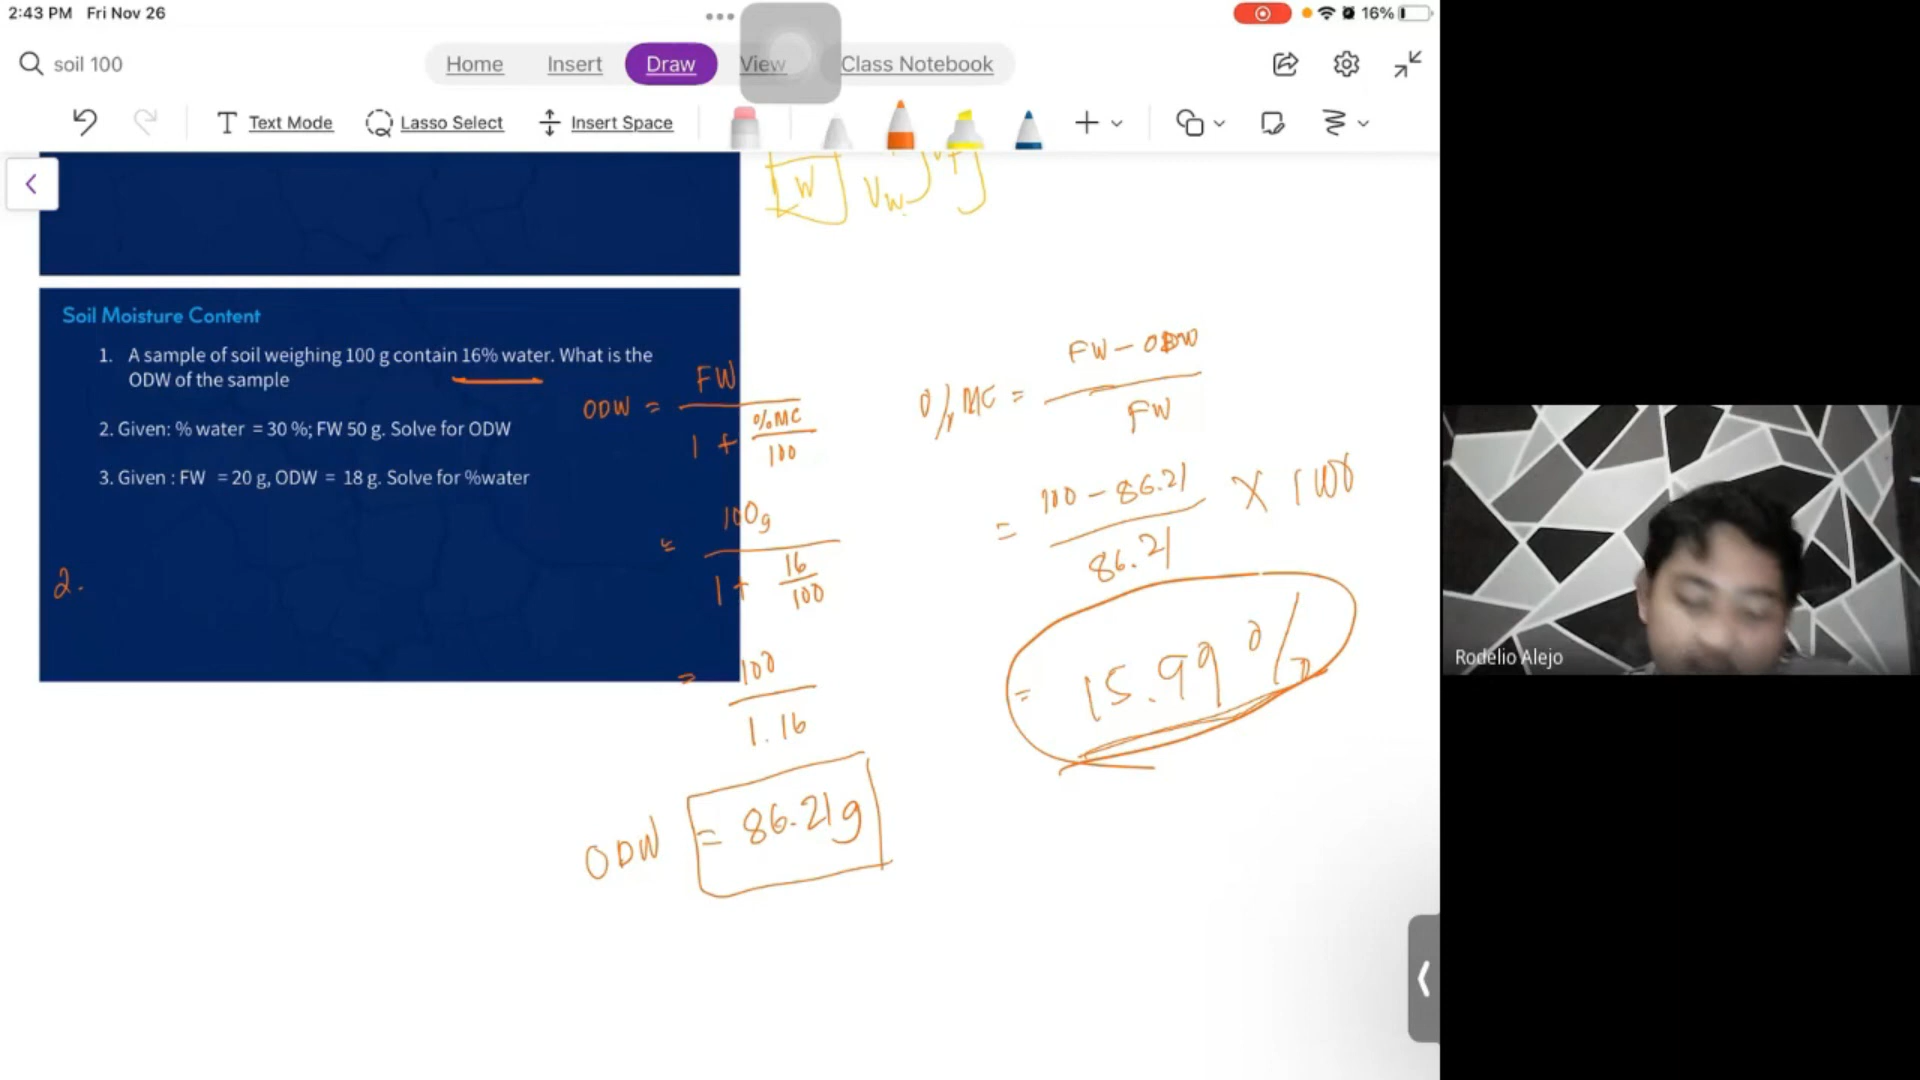 2:43 PM Fri Nov 26
16%
soil 100
Home Insert Draw View Class Notebook
Text Mode Lasso Select Insert Space
W Vw
Soil Moisture Content
1. A sample of soil weighing 100 g contain 16% water. What is the
ODW of the sample
2. Given: % water = 30 %; FW 50 g. Solve for ODW
3. Given : FW = 20 g, ODW = 18 g. Solve for %water
2.
ODW = FW
1 + %MC
100
= 100g
1 + 16
100
= 100
1.16
ODW = 86.21g
% MC = FW - ODW
FW
= 100 - 86.21 X 100
86.21
= 15.99 %
Rodelio Alejo